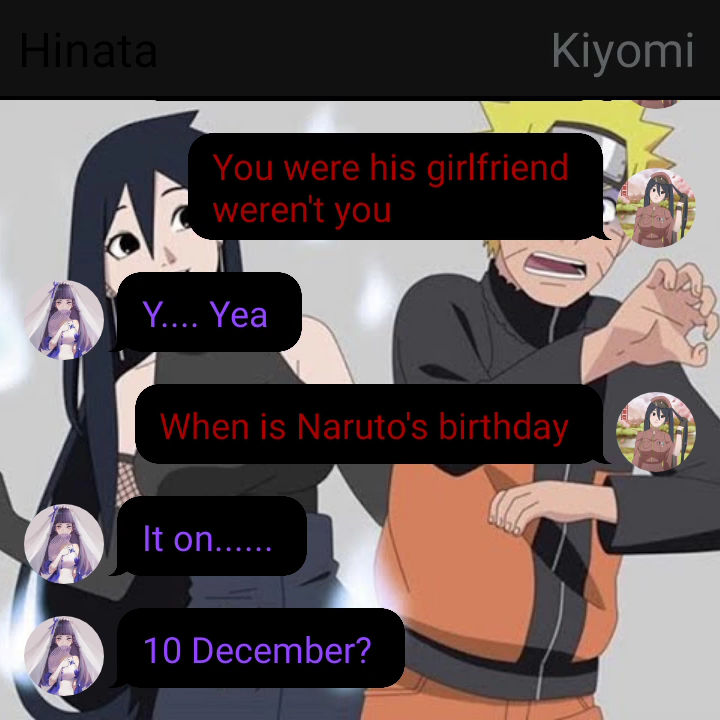 Hinata
Kiyomi
You were his girlfriend
weren't you
Y.... Yea
When is Naruto's birthday
It on......
10 December?